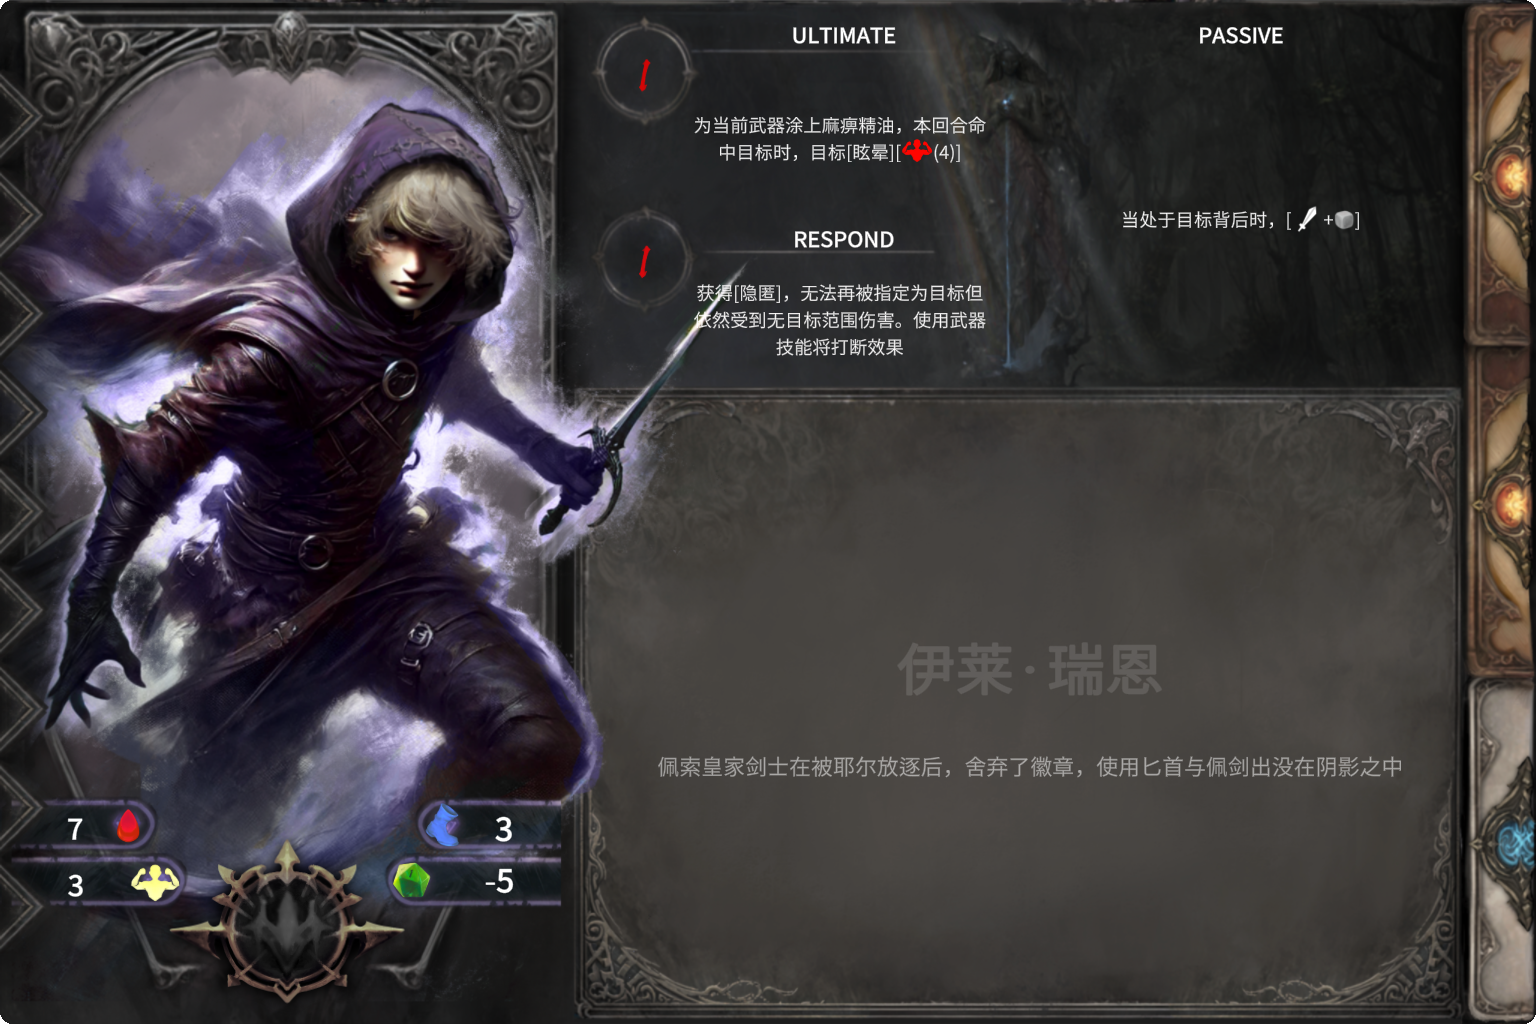 ULTIMATE
为当前武器涂上麻痹精油，本回合命
中目标时，目标[眩晕][(4)]
RESPOND
获得[隐匿]，无法再被指定为目标但
依然受到无目标范围伤害。使用武器
技能将打断效果
PASSIVE
当处于目标背后时，[+]
伊莱·瑞恩
佩索皇家剑士在被耶尔放逐后，舍弃了徽章，使用匕首与佩剑出没在阴影之中
7
3
3
-5